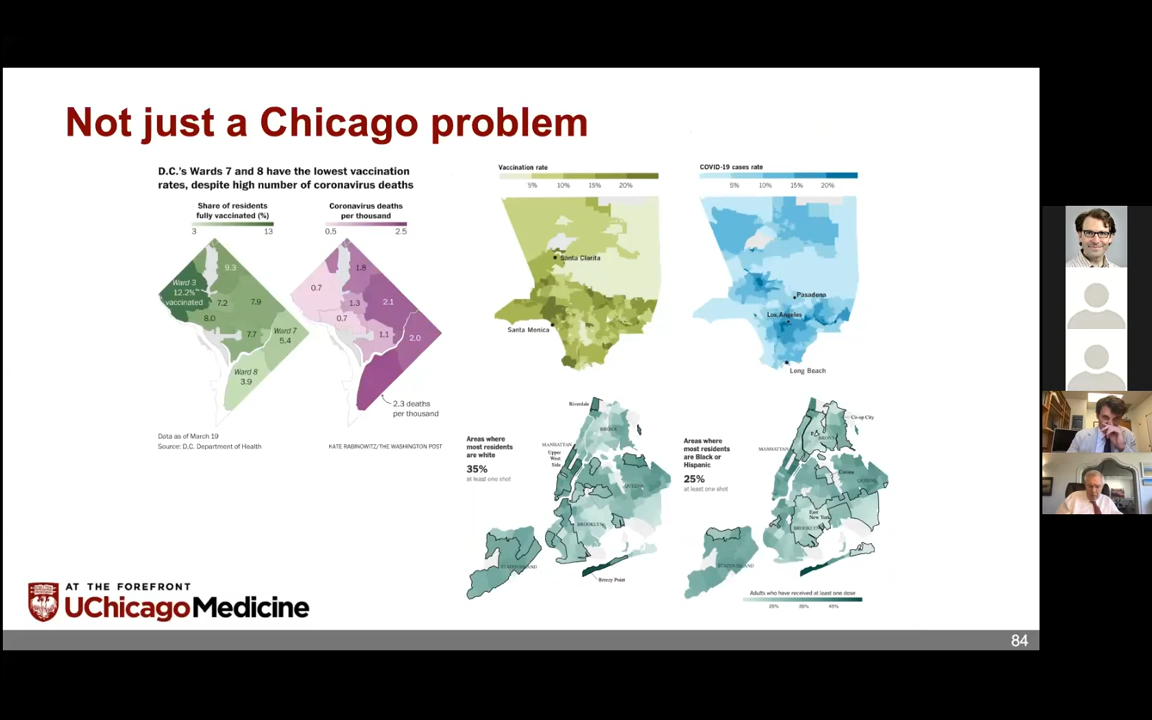 Not just a Chicago problem
D.C.'s Wards 7 and 8 have the lowest vaccination
rates, despite high number of coronavirus deaths
Share of residents
fully vaccinated (%)
3 13
Coronavirus deaths
per thousand
0.5 2.5
9.3
Ward 3
12.2%
vaccinated
7.2
7.9
8.0
7.7
Ward 7
5.4
Ward 8
3.9
1.8
0.7
1.3
2.1
0.7
1.1
2.0
2.3 deaths
per thousand
Data as of March 19
Source: D.C. Department of Health
KATE RABINOWITZ/THE WASHINGTON POST
Vaccination rate
5% 10% 15% 20%
Santa Clarita
Santa Monica
COVID-19 cases rate
5% 10% 15% 20%
Pasadena
Los Angeles
Long Beach
Areas where
most residents
are white
35%
at least one shot
Riverdale
BRONX
MANHATTAN
Upper
West
Side
QUEENS
BROOKLYN
STATEN ISLAND
Breezy Point
Areas where
most residents
are Black or
Hispanic
25%
at least one shot
Co-op City
BRONX
MANHATTAN
Corona
QUEENS
East
New York
BROOKLYN
STATEN ISLAND
Adults who have received at least one dose
AT THE FOREFRONT
UChicagoMedicine
84